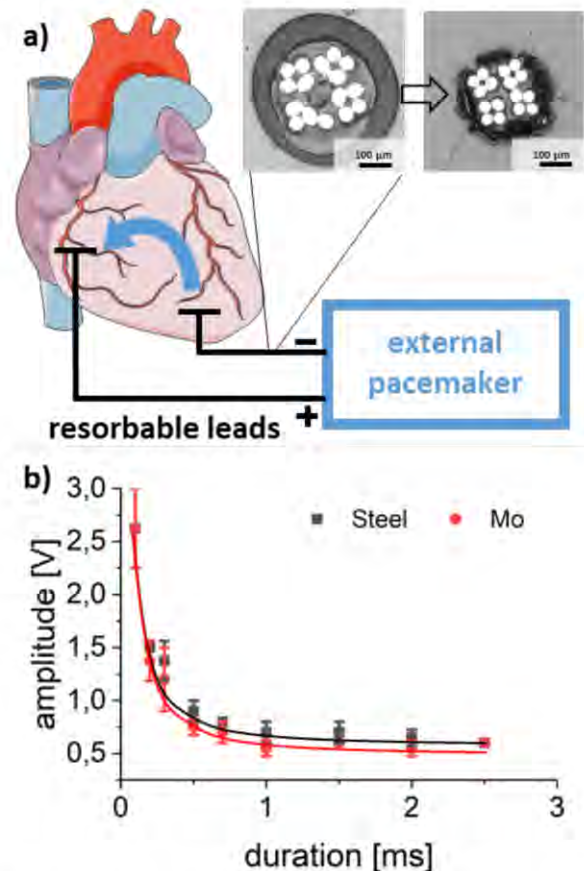 a)
100 µm
100 µm
−
external
pacemaker
+
resorbable leads
b)
3,0
Steel
Mo
2,5
2,0
1,5
1,0
0,5
amplitude [V]
0
1
2
3
duration [ms]